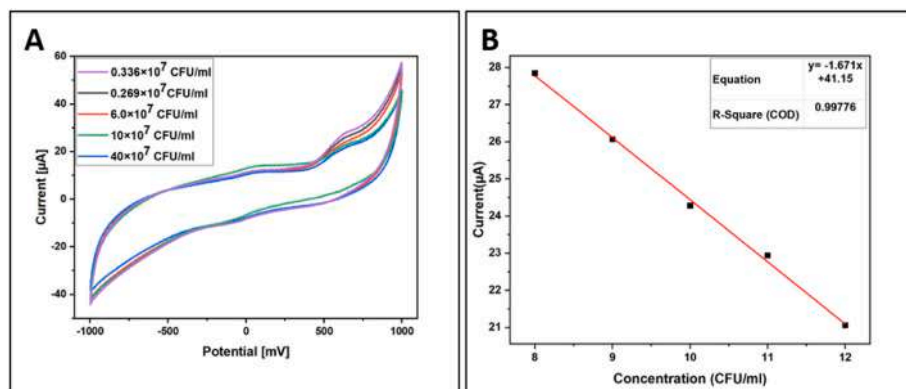 A
60
40
20
0
-20
-40
Current [µA]
0.336×10⁷ CFU/ml
0.269×10⁷ CFU/ml
6.0×10⁷ CFU/ml
10×10⁷ CFU/ml
40×10⁷ CFU/ml
-1000 -500 0 500 1000
Potential [mV]
B
28
27
26
25
24
23
22
21
Current(µA)
Equation y= -1.671x
+41.15
R-Square (COD) 0.99776
8 9 10 11 12
Concentration (CFU/ml)